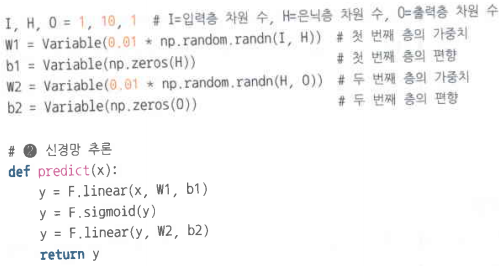 I, H, O = 1, 10, 1  # I=입력층 차원 수, H=은닉층 차원 수, O=출력층 차원 수
W1 = Variable(0.01 * np.random.randn(I, H))  # 첫 번째 층의 가중치
b1 = Variable(np.zeros(H))  # 첫 번째 층의 편향
W2 = Variable(0.01 * np.random.randn(H, O))  # 두 번째 층의 가중치
b2 = Variable(np.zeros(O))  # 두 번째 층의 편향
# ❷ 신경망 추론
def predict(x):
    y = F.linear(x, W1, b1)
    y = F.sigmoid(y)
    y = F.linear(y, W2, b2)
    return y